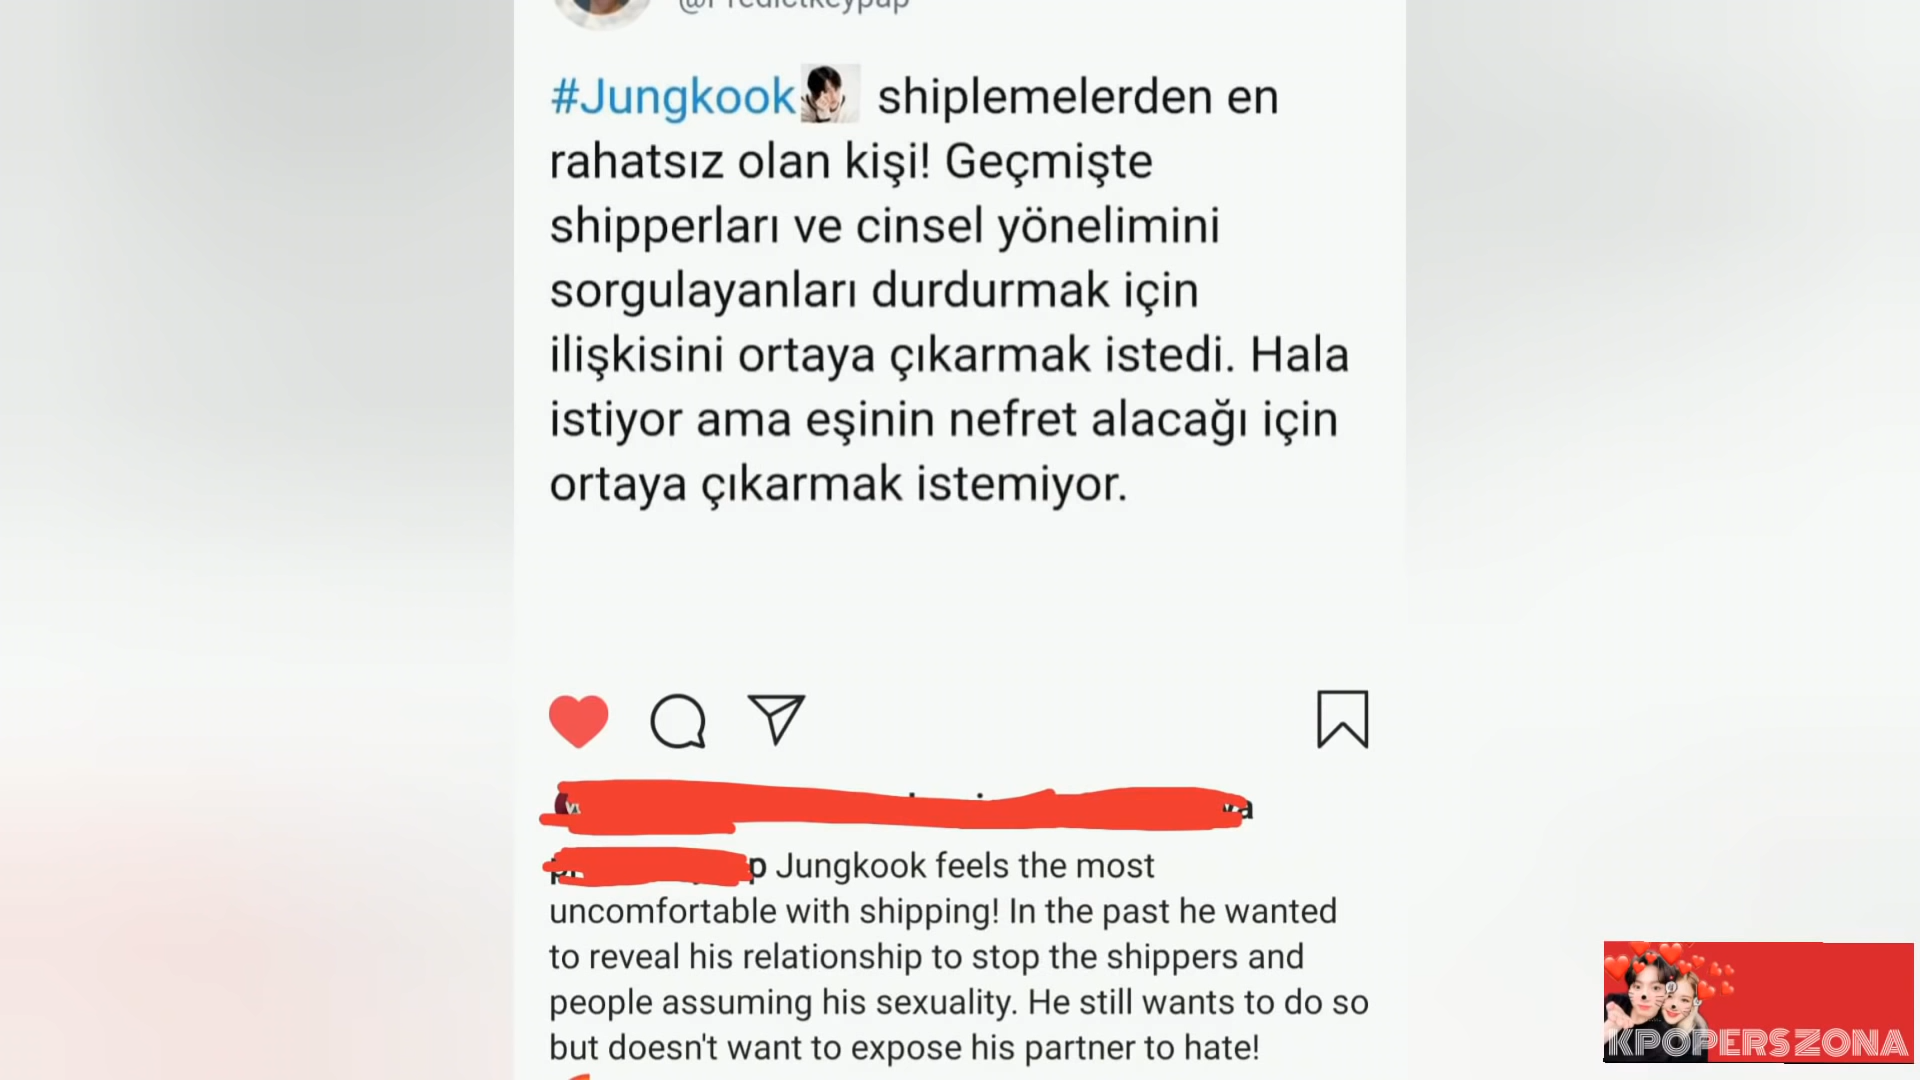 #Jungkook shiplemelerden en
rahatsız olan kişi! Geçmişte
shipperları ve cinsel yönelimini
sorgulayanları durdurmak için
ilişkisini ortaya çıkarmak istedi. Hala
istiyor ama eşinin nefret alacağı için
ortaya çıkarmak istemiyor.
p Jungkook feels the most
uncomfortable with shipping! In the past he wanted
to reveal his relationship to stop the shippers and
people assuming his sexuality. He still wants to do so
but doesn't want to expose his partner to hate!
KPOPERS ZONA